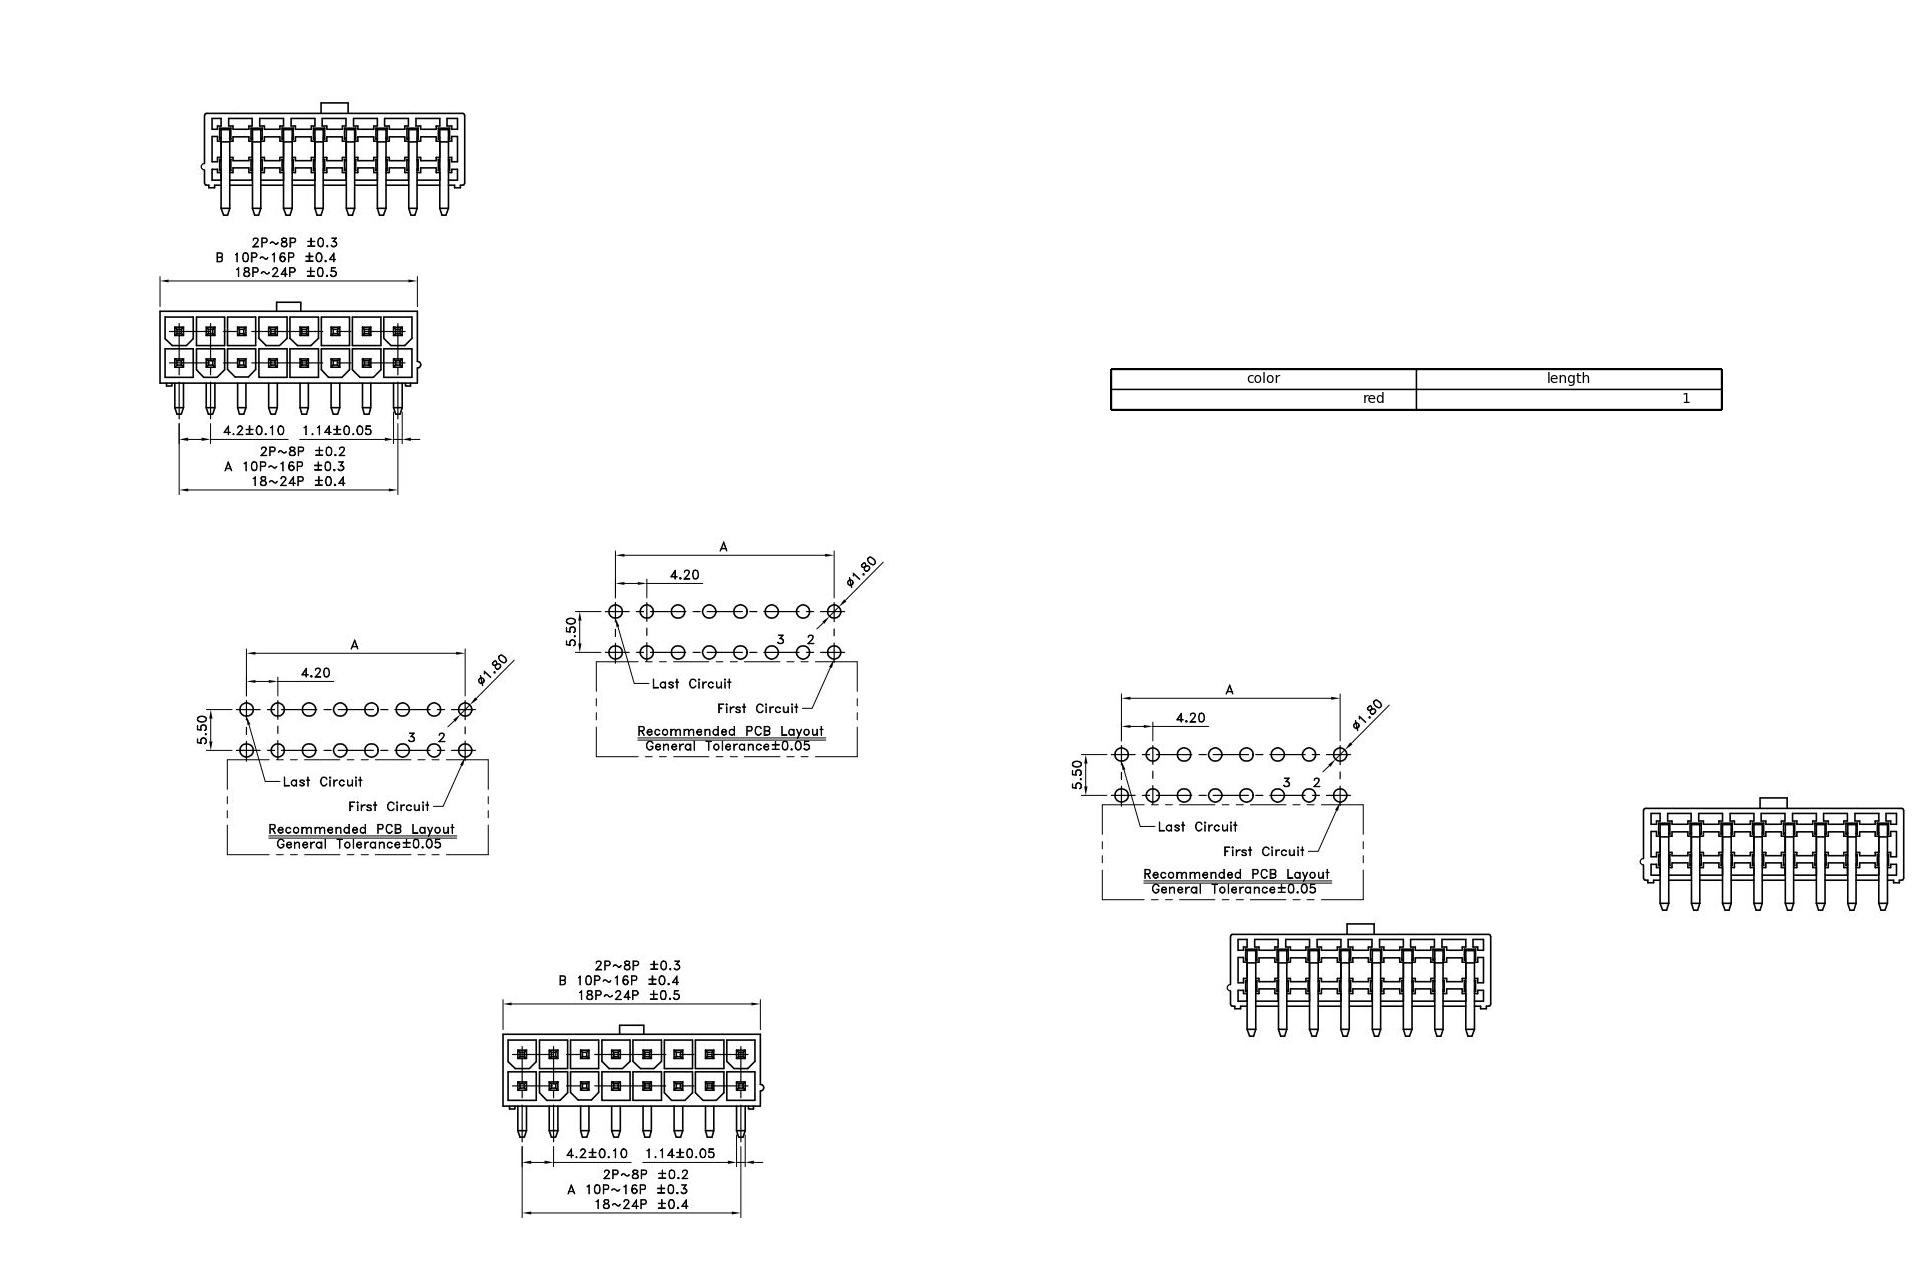 2P~8P ±0.3
B 10P~16P ±0.4
18P~24P ±0.5
4.2±0.10 1.14±0.05
2P~8P ±0.2
A 10P~16P ±0.3
18~24P ±0.4
color length
red 1
A
4.20
ø1.80
5.50
3 2
Last Circuit
First Circuit
Recommended PCB Layout
General Tolerance±0.05
A
4.20
ø1.80
5.50
3 2
Last Circuit
First Circuit
Recommended PCB Layout
General Tolerance±0.05
A
4.20
ø1.80
5.50
3 2
Last Circuit
First Circuit
Recommended PCB Layout
General Tolerance±0.05
2P~8P ±0.3
B 10P~16P ±0.4
18P~24P ±0.5
4.2±0.10 1.14±0.05
2P~8P ±0.2
A 10P~16P ±0.3
18~24P ±0.4